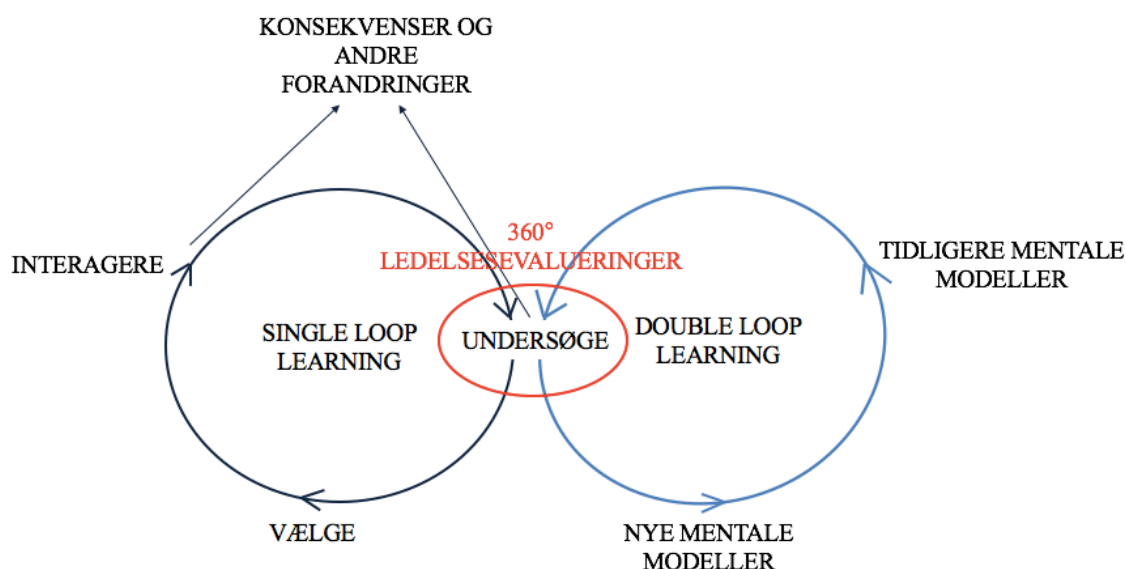 KONSEKVENSER OG
ANDRE
FORANDRINGER
360°
LEDELSESEVALUERINGER
INTERAGERE
TIDLIGERE MENTALE
MODELLER
SINGLE LOOP
LEARNING
UNDERSØGE
DOUBLE LOOP
LEARNING
VÆLGE
NYE MENTALE
MODELLER